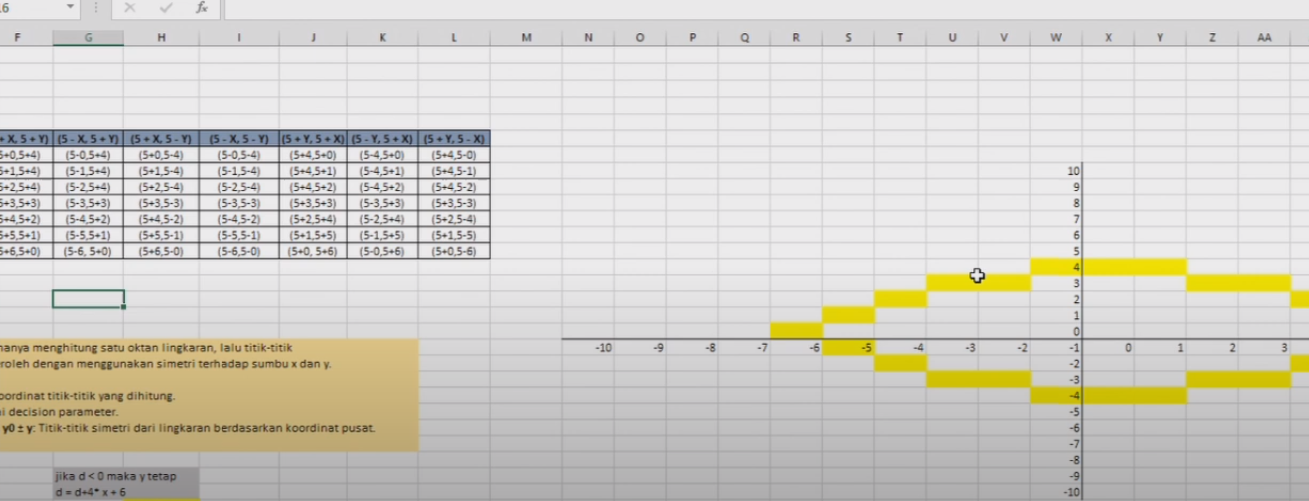 .6 fx
F G H I J K L M N O P Q R S T U V W X Y Z AA
+ X, 5 + Y) (5 - X, 5 + Y) (5 + X, 5 - Y) (5 - X, 5 - Y) (5 + Y, 5 + X) (5 - Y, 5 + X) (5 + Y, 5 - X)
5+0,5+4) (5-0,5+4) (5+0,5-4) (5-0,5-4) (5+4,5+0) (5-4,5+0) (5+4,5-0)
5+1,5+4) (5-1,5+4) (5+1,5-4) (5-1,5-4) (5+4,5+1) (5-4,5+1) (5+4,5-1)
5+2,5+4) (5-2,5+4) (5+2,5-4) (5-2,5-4) (5+4,5+2) (5-4,5+2) (5+4,5-2)
5+3,5+3) (5-3,5+3) (5+3,5-3) (5-3,5-3) (5+3,5+3) (5-3,5+3) (5+3,5-3)
5+4,5+2) (5-4,5+2) (5+4,5-2) (5-4,5-2) (5+2,5+4) (5-2,5+4) (5+2,5-4)
5+5,5+1) (5-5,5+1) (5+5,5-1) (5-5,5-1) (5+1,5+5) (5-1,5+5) (5+1,5-5)
5+6,5+0) (5-6, 5+0) (5+6,5-0) (5-6,5-0) (5+0, 5+6) (5-0,5+6) (5+0,5-6)
10
9
8
7
6
5
4
3
2
1
0
-10 -9 -8 -7 -6 -5 -4 -3 -2 -1 0 1 2 3
-2
-3
-4
-5
-6
-7
-8
-9
-10
hanya menghitung satu oktan lingkaran, lalu titik-titik
roleh dengan menggunakan simetri terhadap sumbu x dan y.
oordinat titik-titik yang dihitung.
ai decision parameter.
y0 ± y: Titik-titik simetri dari lingkaran berdasarkan koordinat pusat.
jika d < 0 maka y tetap
d = d+4* x + 6